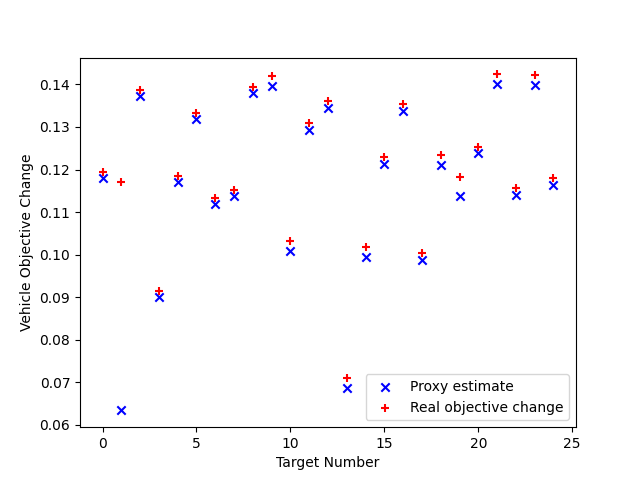 0.14
0.13
0.12
0.11
0.10
0.09
0.08
0.07
0.06
Vehicle Objective Change
Proxy estimate
Real objective change
0 5 10 15 20 25
Target Number